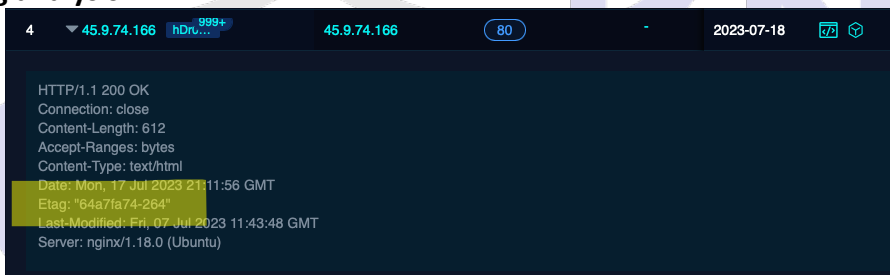 4 45.9.74.166 hDru... 999+ 45.9.74.166 80 - 2023-07-18
HTTP/1.1 200 OK
Connection: close
Content-Length: 612
Accept-Ranges: bytes
Content-Type: text/html
Date: Mon, 17 Jul 2023 21:11:56 GMT
Etag: "64a7fa74-264"
Last-Modified: Fri, 07 Jul 2023 11:43:48 GMT
Server: nginx/1.18.0 (Ubuntu)